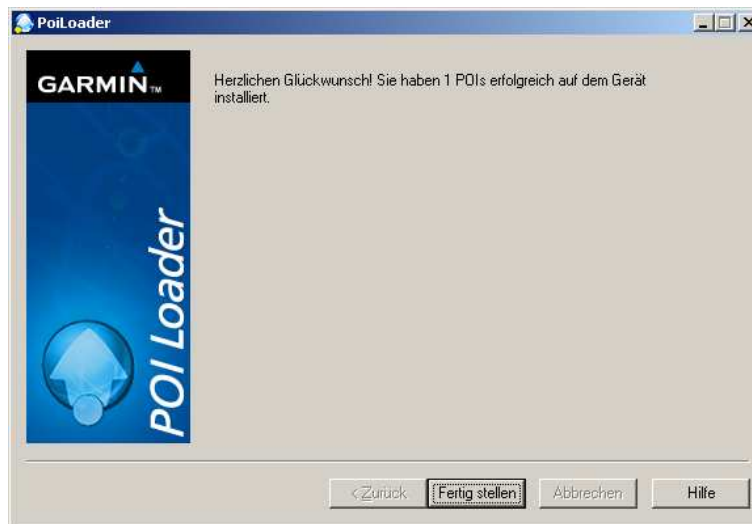 PoiLoader
GARMIN™
POI Loader
Herzlichen Glückwunsch! Sie haben 1 POIs erfolgreich auf dem Gerät
installiert.
< Zurück
Fertig stellen
Abbrechen
Hilfe